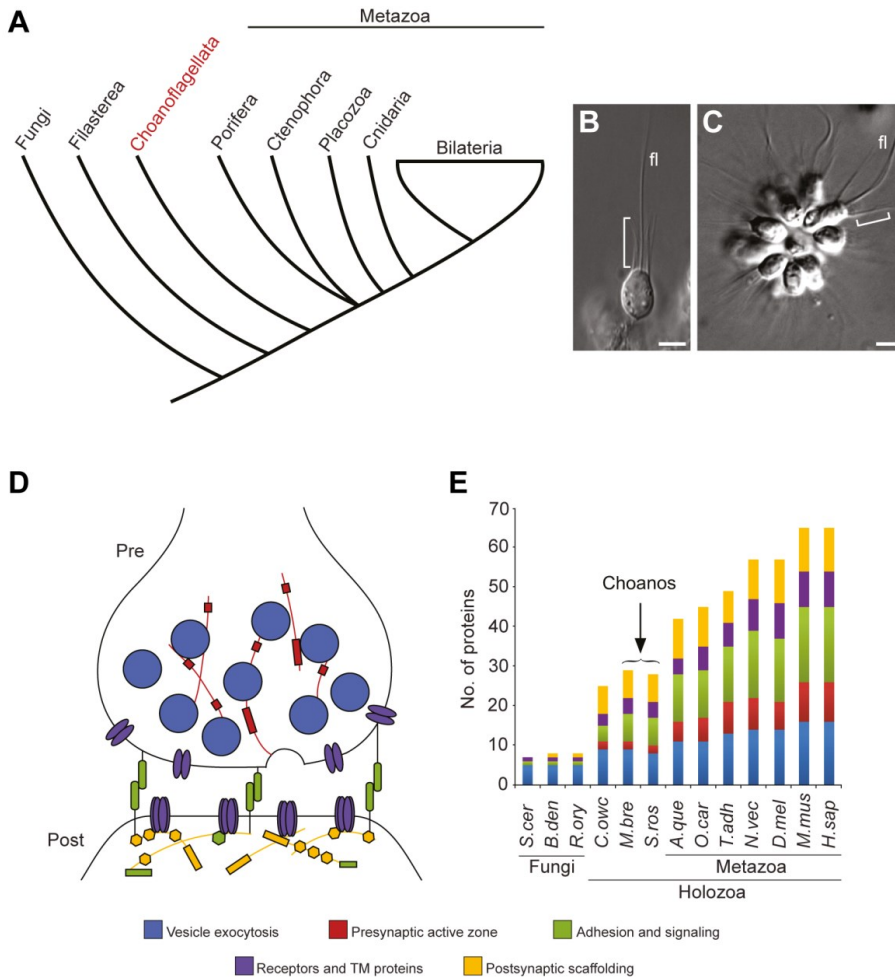 A
Metazoa
Fungi
Filasterea
Choanoflagellata
Porifera
Ctenophora
Placozoa
Cnidaria
Bilateria
B
fl
C
fl
D
Pre
Post
E
No. of proteins
70
60
50
40
30
20
10
0
Choanos
S.cer
B.den
R.ory
C.owc
M.bre
S.ros
A.que
O.car
T.adh
N.vec
D.mel
M.mus
H.sap
Fungi
Metazoa
Holozoa
Vesicle exocytosis
Presynaptic active zone
Adhesion and signaling
Receptors and TM proteins
Postsynaptic scaffolding